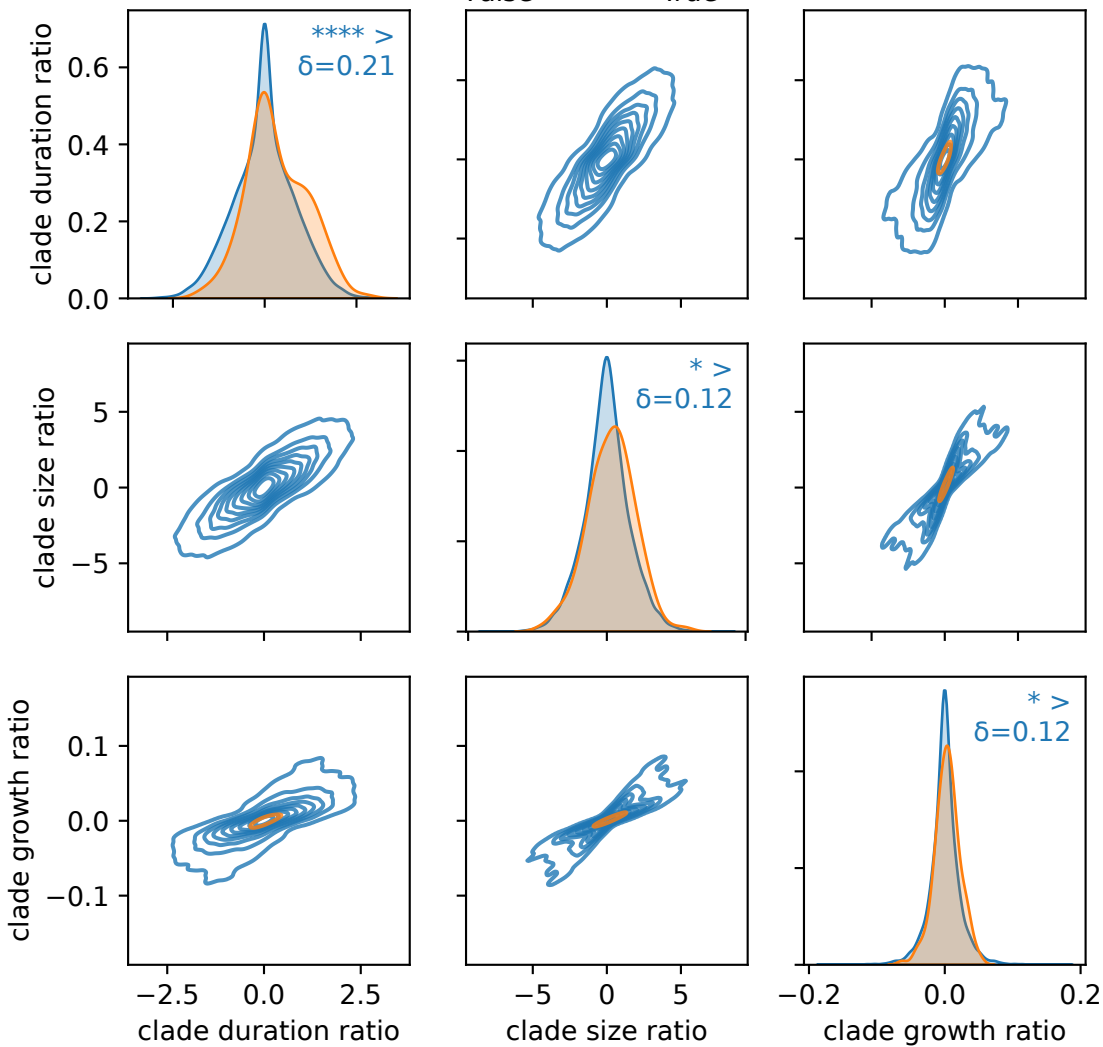 **** >
δ=0.21
clade duration ratio
0.6
0.4
0.2
0.0
* >
δ=0.12
clade size ratio
5
0
−5
* >
δ=0.12
clade growth ratio
0.1
0.0
−0.1
−2.5 0.0 2.5
−5 0 5
−0.2 0.0 0.2
clade duration ratio
clade size ratio
clade growth ratio